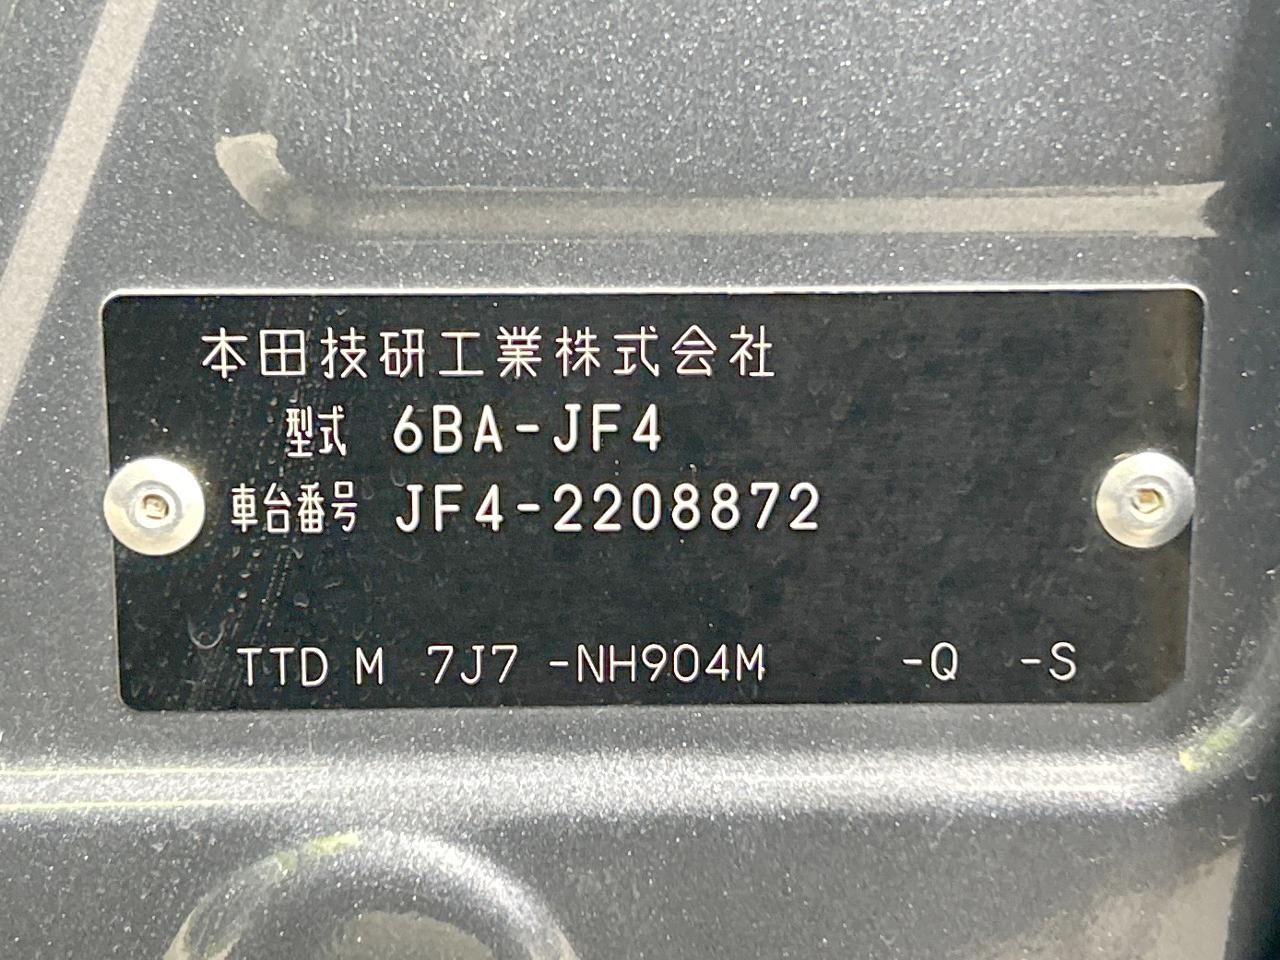 本田技研工業株式会社
型式 6BA-JF4
車台番号 JF4-2208872
TTD M 7J7 -NH904M -Q -S